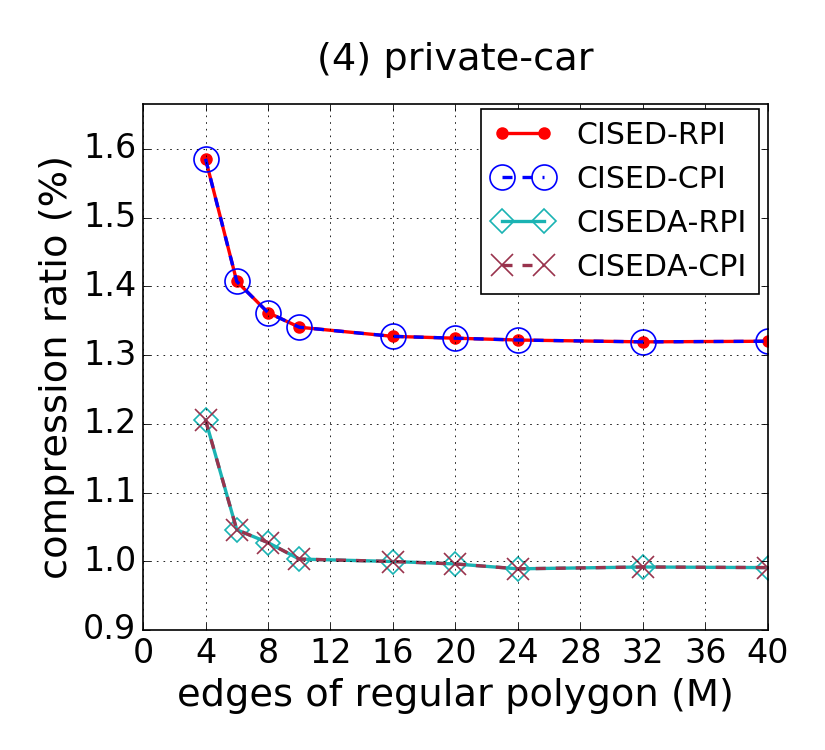 (4) private-car
CISED-RPI
CISED-CPI
CISEDA-RPI
CISEDA-CPI
compression ratio (%)
1.6
1.5
1.4
1.3
1.2
1.1
1.0
0.9
0 4 8 12 16 20 24 28 32 36 40
edges of regular polygon (M)